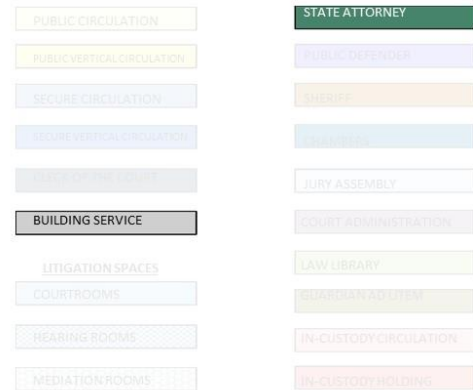 PUBLIC CIRCULATION
PUBLIC VERTICAL CIRCULATION
SECURE CIRCULATION
SECURE VERTICAL CIRCULATION
CLERK OF THE COURT
BUILDING SERVICE
LITIGATION SPACES
COURTROOMS
HEARING ROOMS
MEDIATION ROOMS
STATE ATTORNEY
PUBLIC DEFENDER
SHERIFF
CHAMBERS
JURY ASSEMBLY
COURT ADMINISTRATION
LAW LIBRARY
GUARDIAN AD LITEM
IN-CUSTODY CIRCULATION
IN-CUSTODY HOLDING